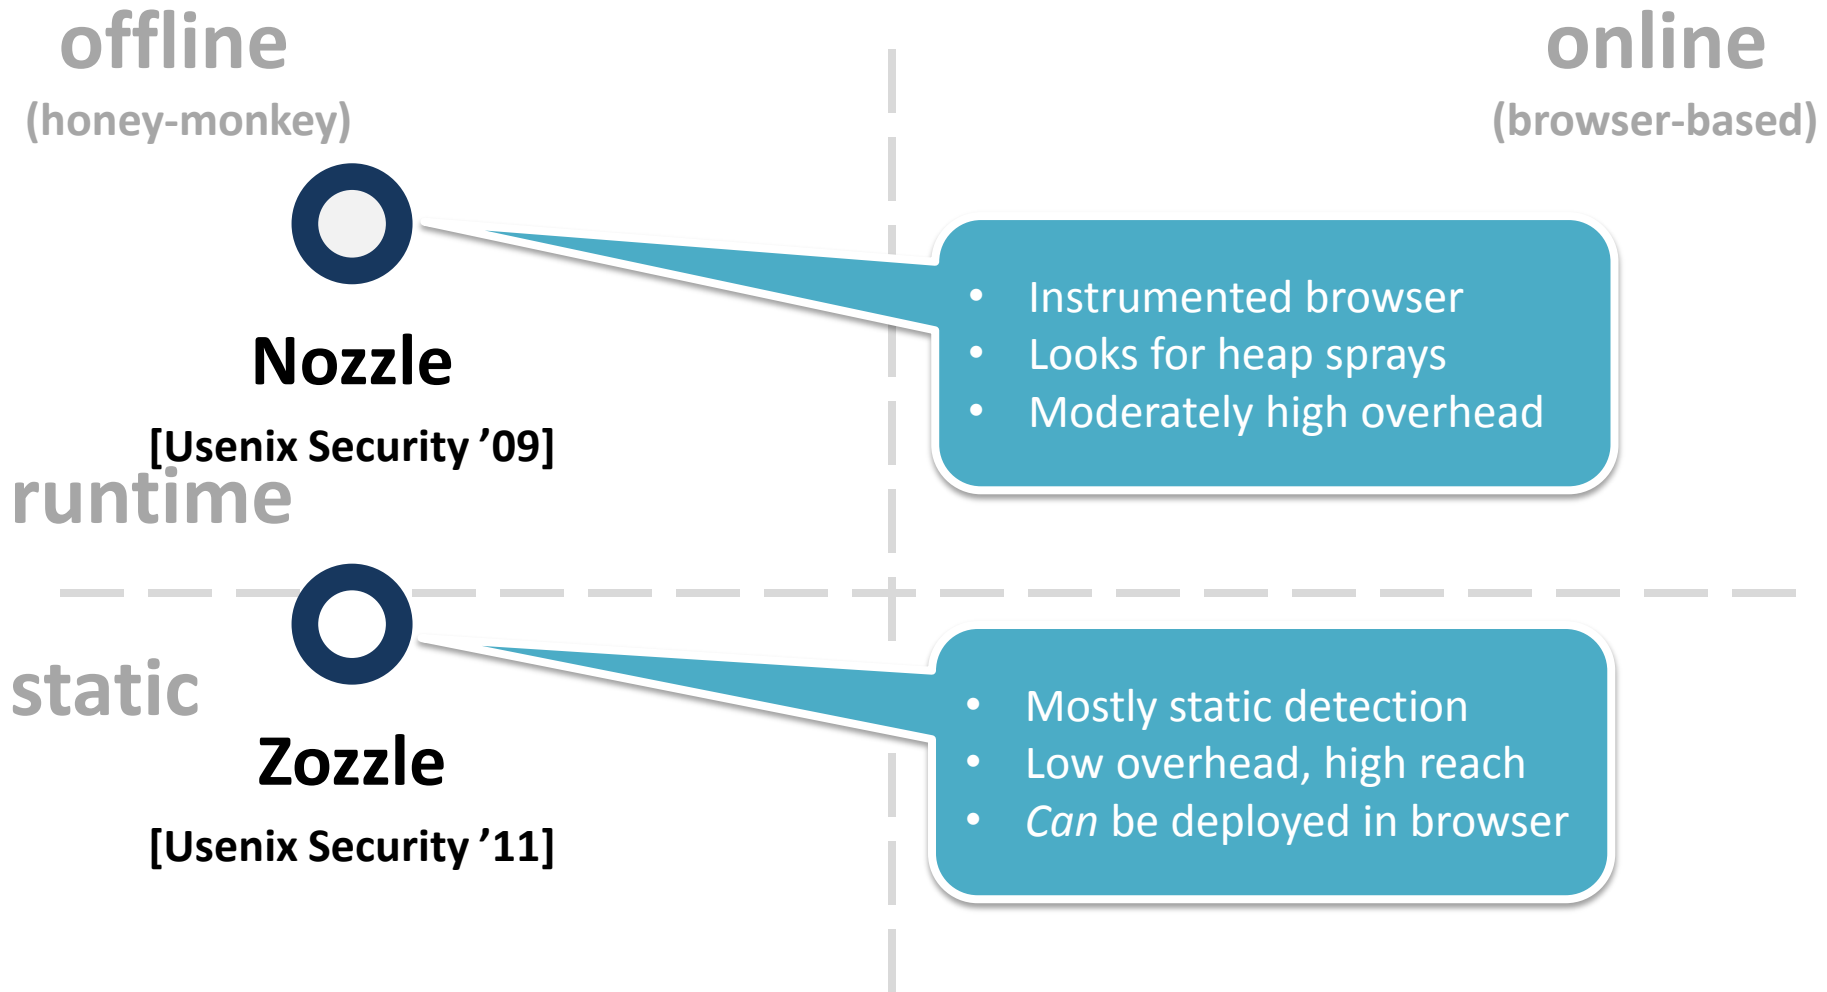 offline
(honey-monkey)
online
(browser-based)
Nozzle
[Usenix Security ’09]
• Instrumented browser
• Looks for heap sprays
• Moderately high overhead
runtime
static
Zozzle
[Usenix Security ’11]
• Mostly static detection
• Low overhead, high reach
• Can be deployed in browser